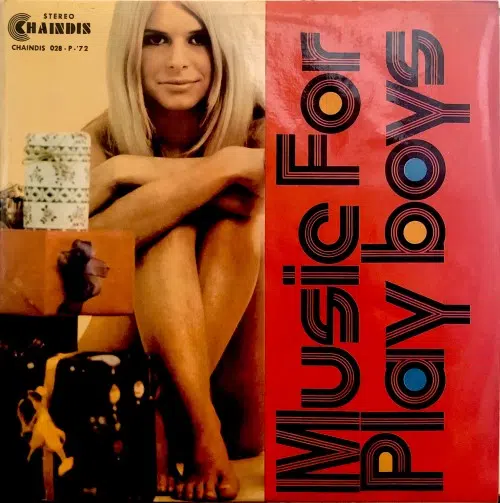 STEREO
CHAINDIS
CHAINDIS 028 - P - '72
Music For
Play boys